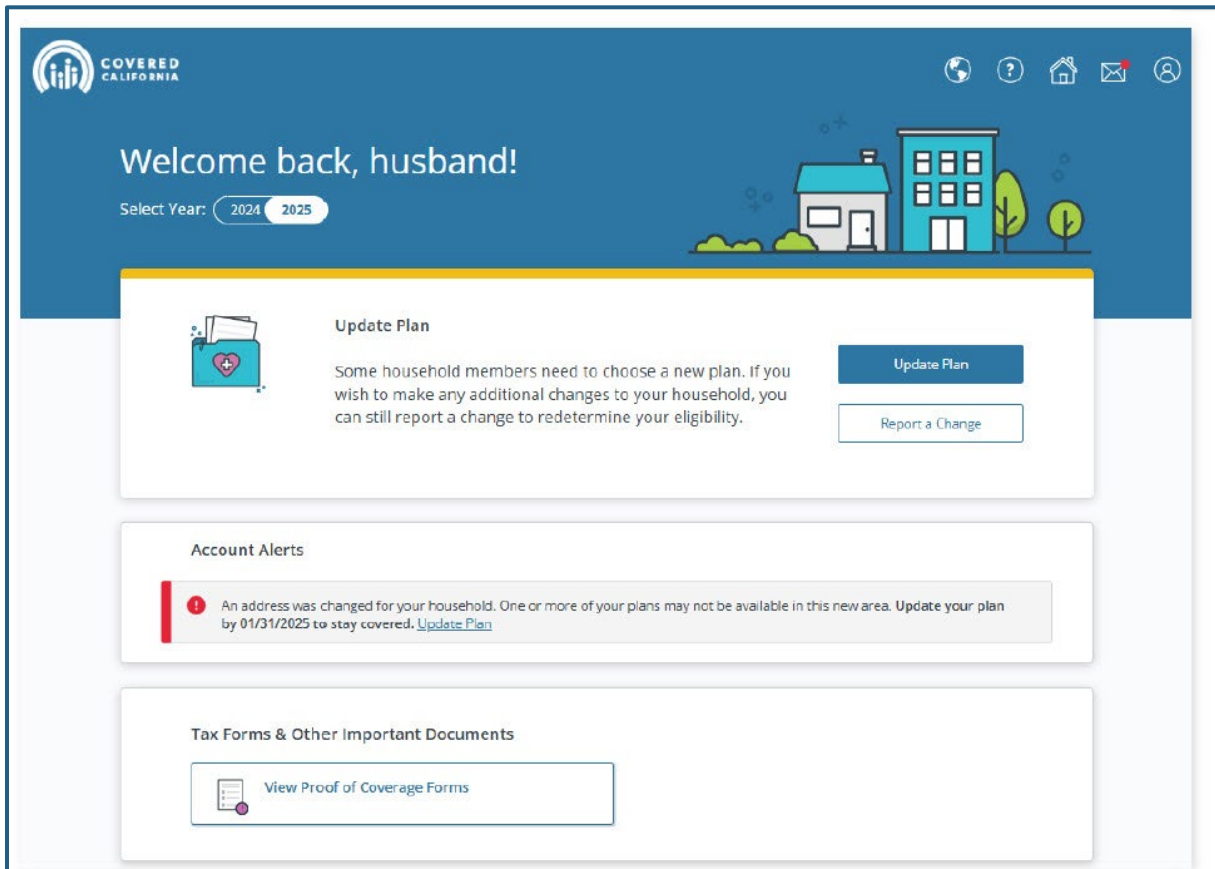 COVERED
CALIFORNIA
?
Welcome back, husband!
Select Year: 2024 2025
Update Plan
Some household members need to choose a new plan. If you
wish to make any additional changes to your household, you
can still report a change to redetermine your eligibility.
Update Plan
Report a Change
Account Alerts
An address was changed for your household. One or more of your plans may not be available in this new area. Update your plan
by 01/31/2025 to stay covered. Update Plan
Tax Forms & Other Important Documents
View Proof of Coverage Forms